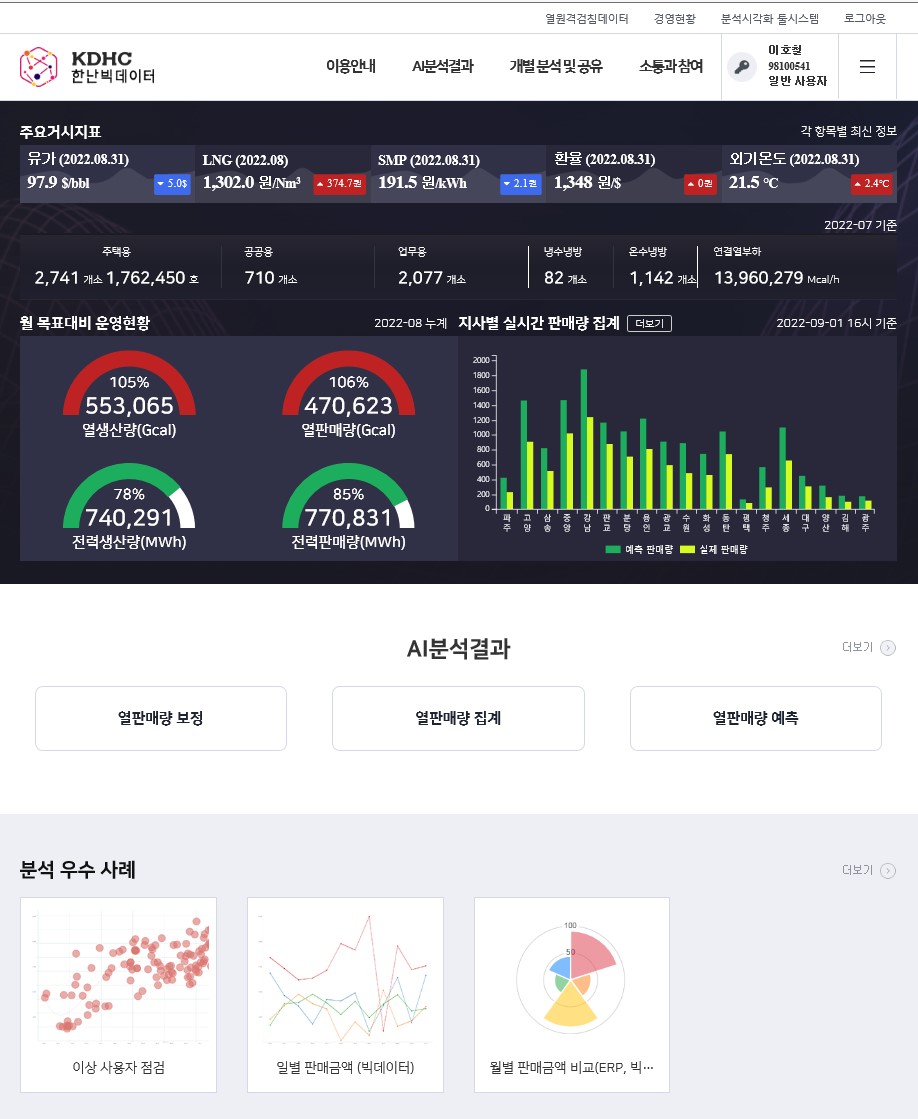 열원격검침데이터 경영현황 분석시각화 툴시스템 로그아웃
KDHC
한난빅데이터
이용안내 AI분석결과 개별 분석 및 공유 소통과 참여
이호철
98100541
일반 사용자
주요거시지표 각 항목별 최신 정보
유가 (2022.08.31) LNG (2022.08) SMP (2022.08.31) 환율 (2022.08.31) 외기온도 (2022.08.31)
97.9 $/bbl ▼ 5.0$ 1,302.0 원/Nm³ ▲ 374.7원 191.5 원/kWh ▼ 2.1원 1,348 원/$ ▲ 0원 21.5 ℃ ▲ 2.4℃
2022-07 기준
주택용 공공용 업무용 냉수냉방 온수냉방 연결열부하
2,741 개소 1,762,450 호 710 개소 2,077 개소 82 개소 1,142 개소 13,960,279 Mcal/h
월 목표대비 운영현황 2022-08 누계
105%
553,065
열생산량(Gcal)
106%
470,623
열판매량(Gcal)
78%
740,291
전력생산량(MWh)
85%
770,831
전력판매량(MWh)
지사별 실시간 판매량 집계 더보기 2022-09-01 16시 기준
2000
1800
1600
1400
1200
1000
800
600
400
200
0
파주 고양 삼송 중앙 강남 판교 분당 용인 광교 수원 화성 동탄 평택 청주 세종 대구 양산 김해 광주
예측 판매량 실제 판매량
AI분석결과 더보기
열판매량 보정 열판매량 집계 열판매량 예측
분석 우수 사례 더보기
100
50
이상 사용자 점검 일별 판매금액 (빅데이터) 월별 판매금액 비교(ERP, 빅…